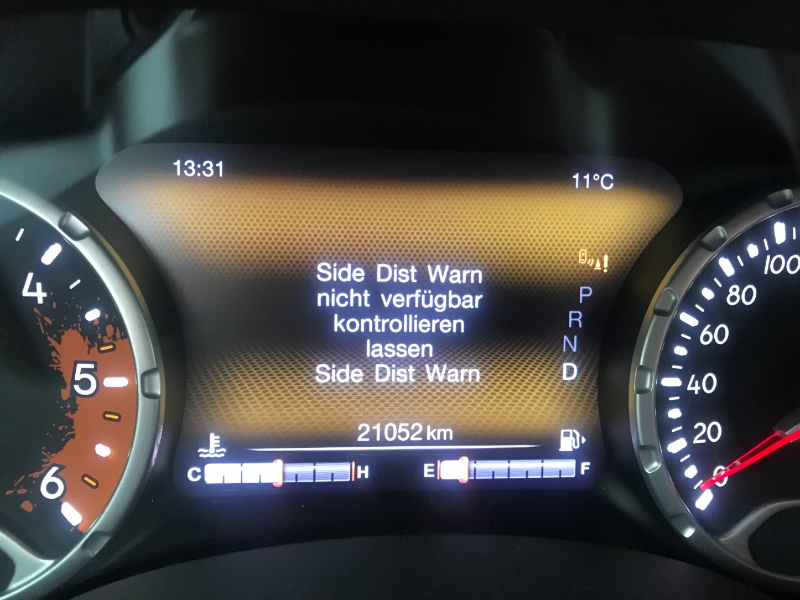 13:31
11°C
Side Dist Warn
nicht verfügbar
kontrollieren
lassen
Side Dist Warn
P
R
N
D
21052 km
C H
E F
4
5
6
100
80
60
40
20
0